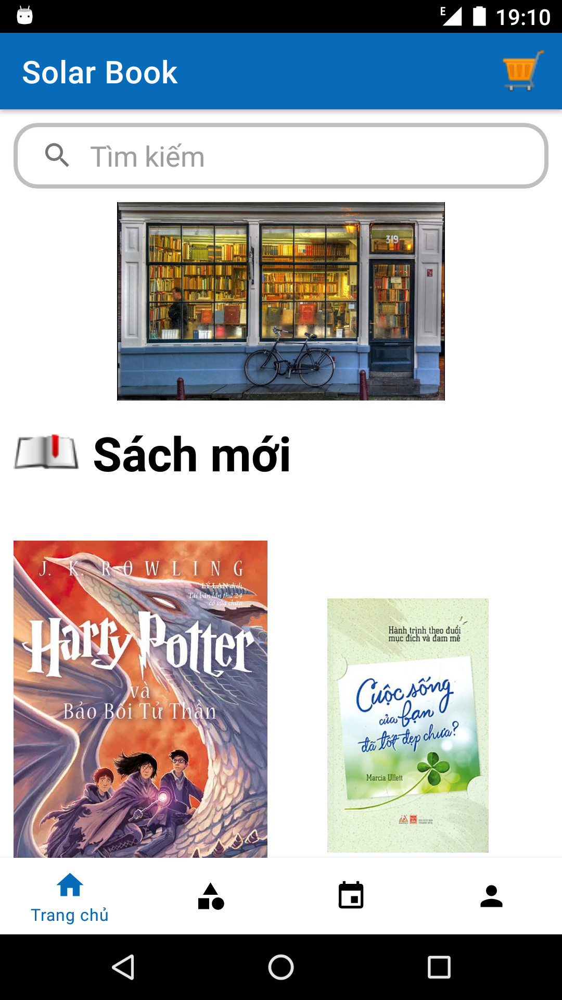 19:10
Solar Book
Tìm kiếm
319
Sách mới
J. K. ROWLING
LÝ LAN dịch
Tái bản lần thứ 24
có sửa chữa
Harry Potter
và
Bảo Bối Tử Thần
Hành trình theo đuổi
mục đích và đam mê
Cuộc sống
của bạn
đã tốt đẹp chưa?
Marcia Ullett
Trang chủ